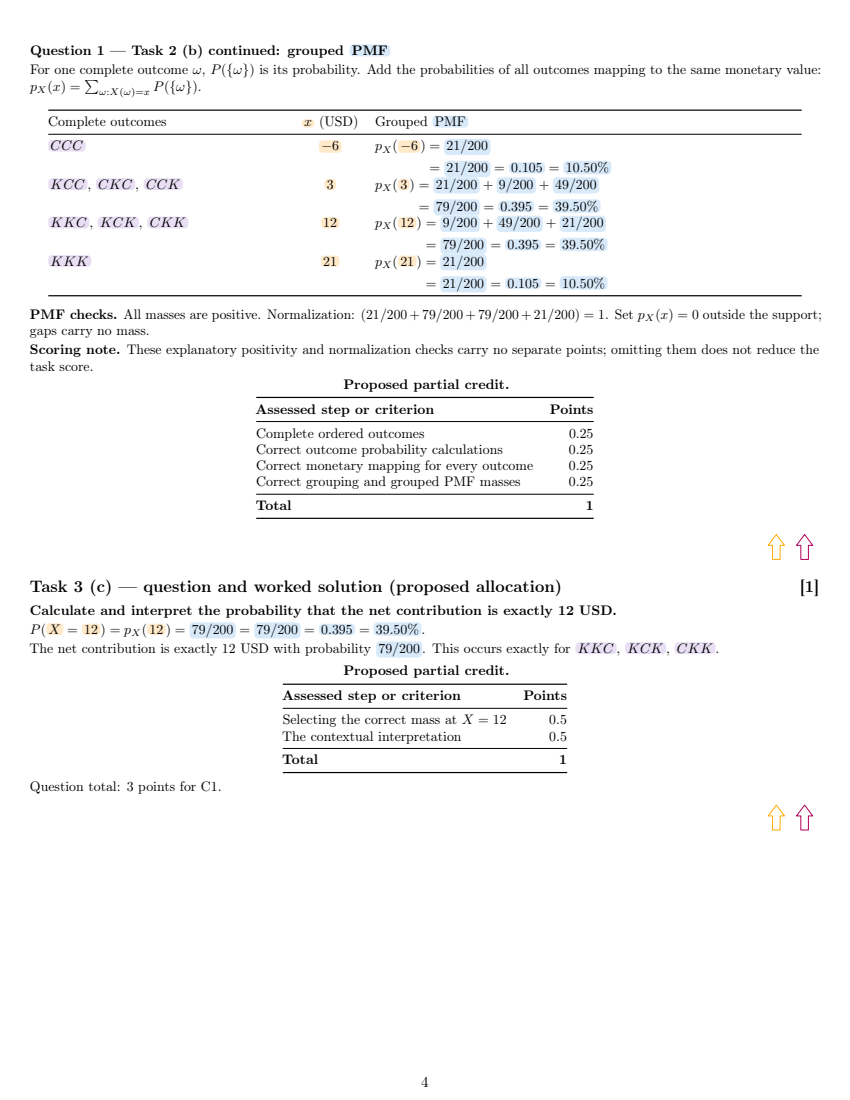 Question 1 — Task 2 (b) continued: grouped PMF
For one complete outcome ω, P({ω}) is its probability. Add the probabilities of all outcomes mapping to the same monetary value:
pX(x) = ∑ω:X(ω)=x P({ω}).
Complete outcomes x (USD) Grouped PMF
CCC −6 pX(−6) = 21/200
= 21/200 = 0.105 = 10.50%
KCC, CKC, CCK 3 pX(3) = 21/200 + 9/200 + 49/200
= 79/200 = 0.395 = 39.50%
KKC, KCK, CKK 12 pX(12) = 9/200 + 49/200 + 21/200
= 79/200 = 0.395 = 39.50%
KKK 21 pX(21) = 21/200
= 21/200 = 0.105 = 10.50%
PMF checks. All masses are positive. Normalization: (21/200 + 79/200 + 79/200 + 21/200) = 1. Set pX(x) = 0 outside the support;
gaps carry no mass.
Scoring note. These explanatory positivity and normalization checks carry no separate points; omitting them does not reduce the
task score.
Proposed partial credit.
Assessed step or criterion Points
Complete ordered outcomes 0.25
Correct outcome probability calculations 0.25
Correct monetary mapping for every outcome 0.25
Correct grouping and grouped PMF masses 0.25
Total 1
Task 3 (c) — question and worked solution (proposed allocation) [1]
Calculate and interpret the probability that the net contribution is exactly 12 USD.
P(X = 12) = pX(12) = 79/200 = 79/200 = 0.395 = 39.50%.
The net contribution is exactly 12 USD with probability 79/200. This occurs exactly for KKC, KCK, CKK.
Proposed partial credit.
Assessed step or criterion Points
Selecting the correct mass at X = 12 0.5
The contextual interpretation 0.5
Total 1
Question total: 3 points for C1.
4